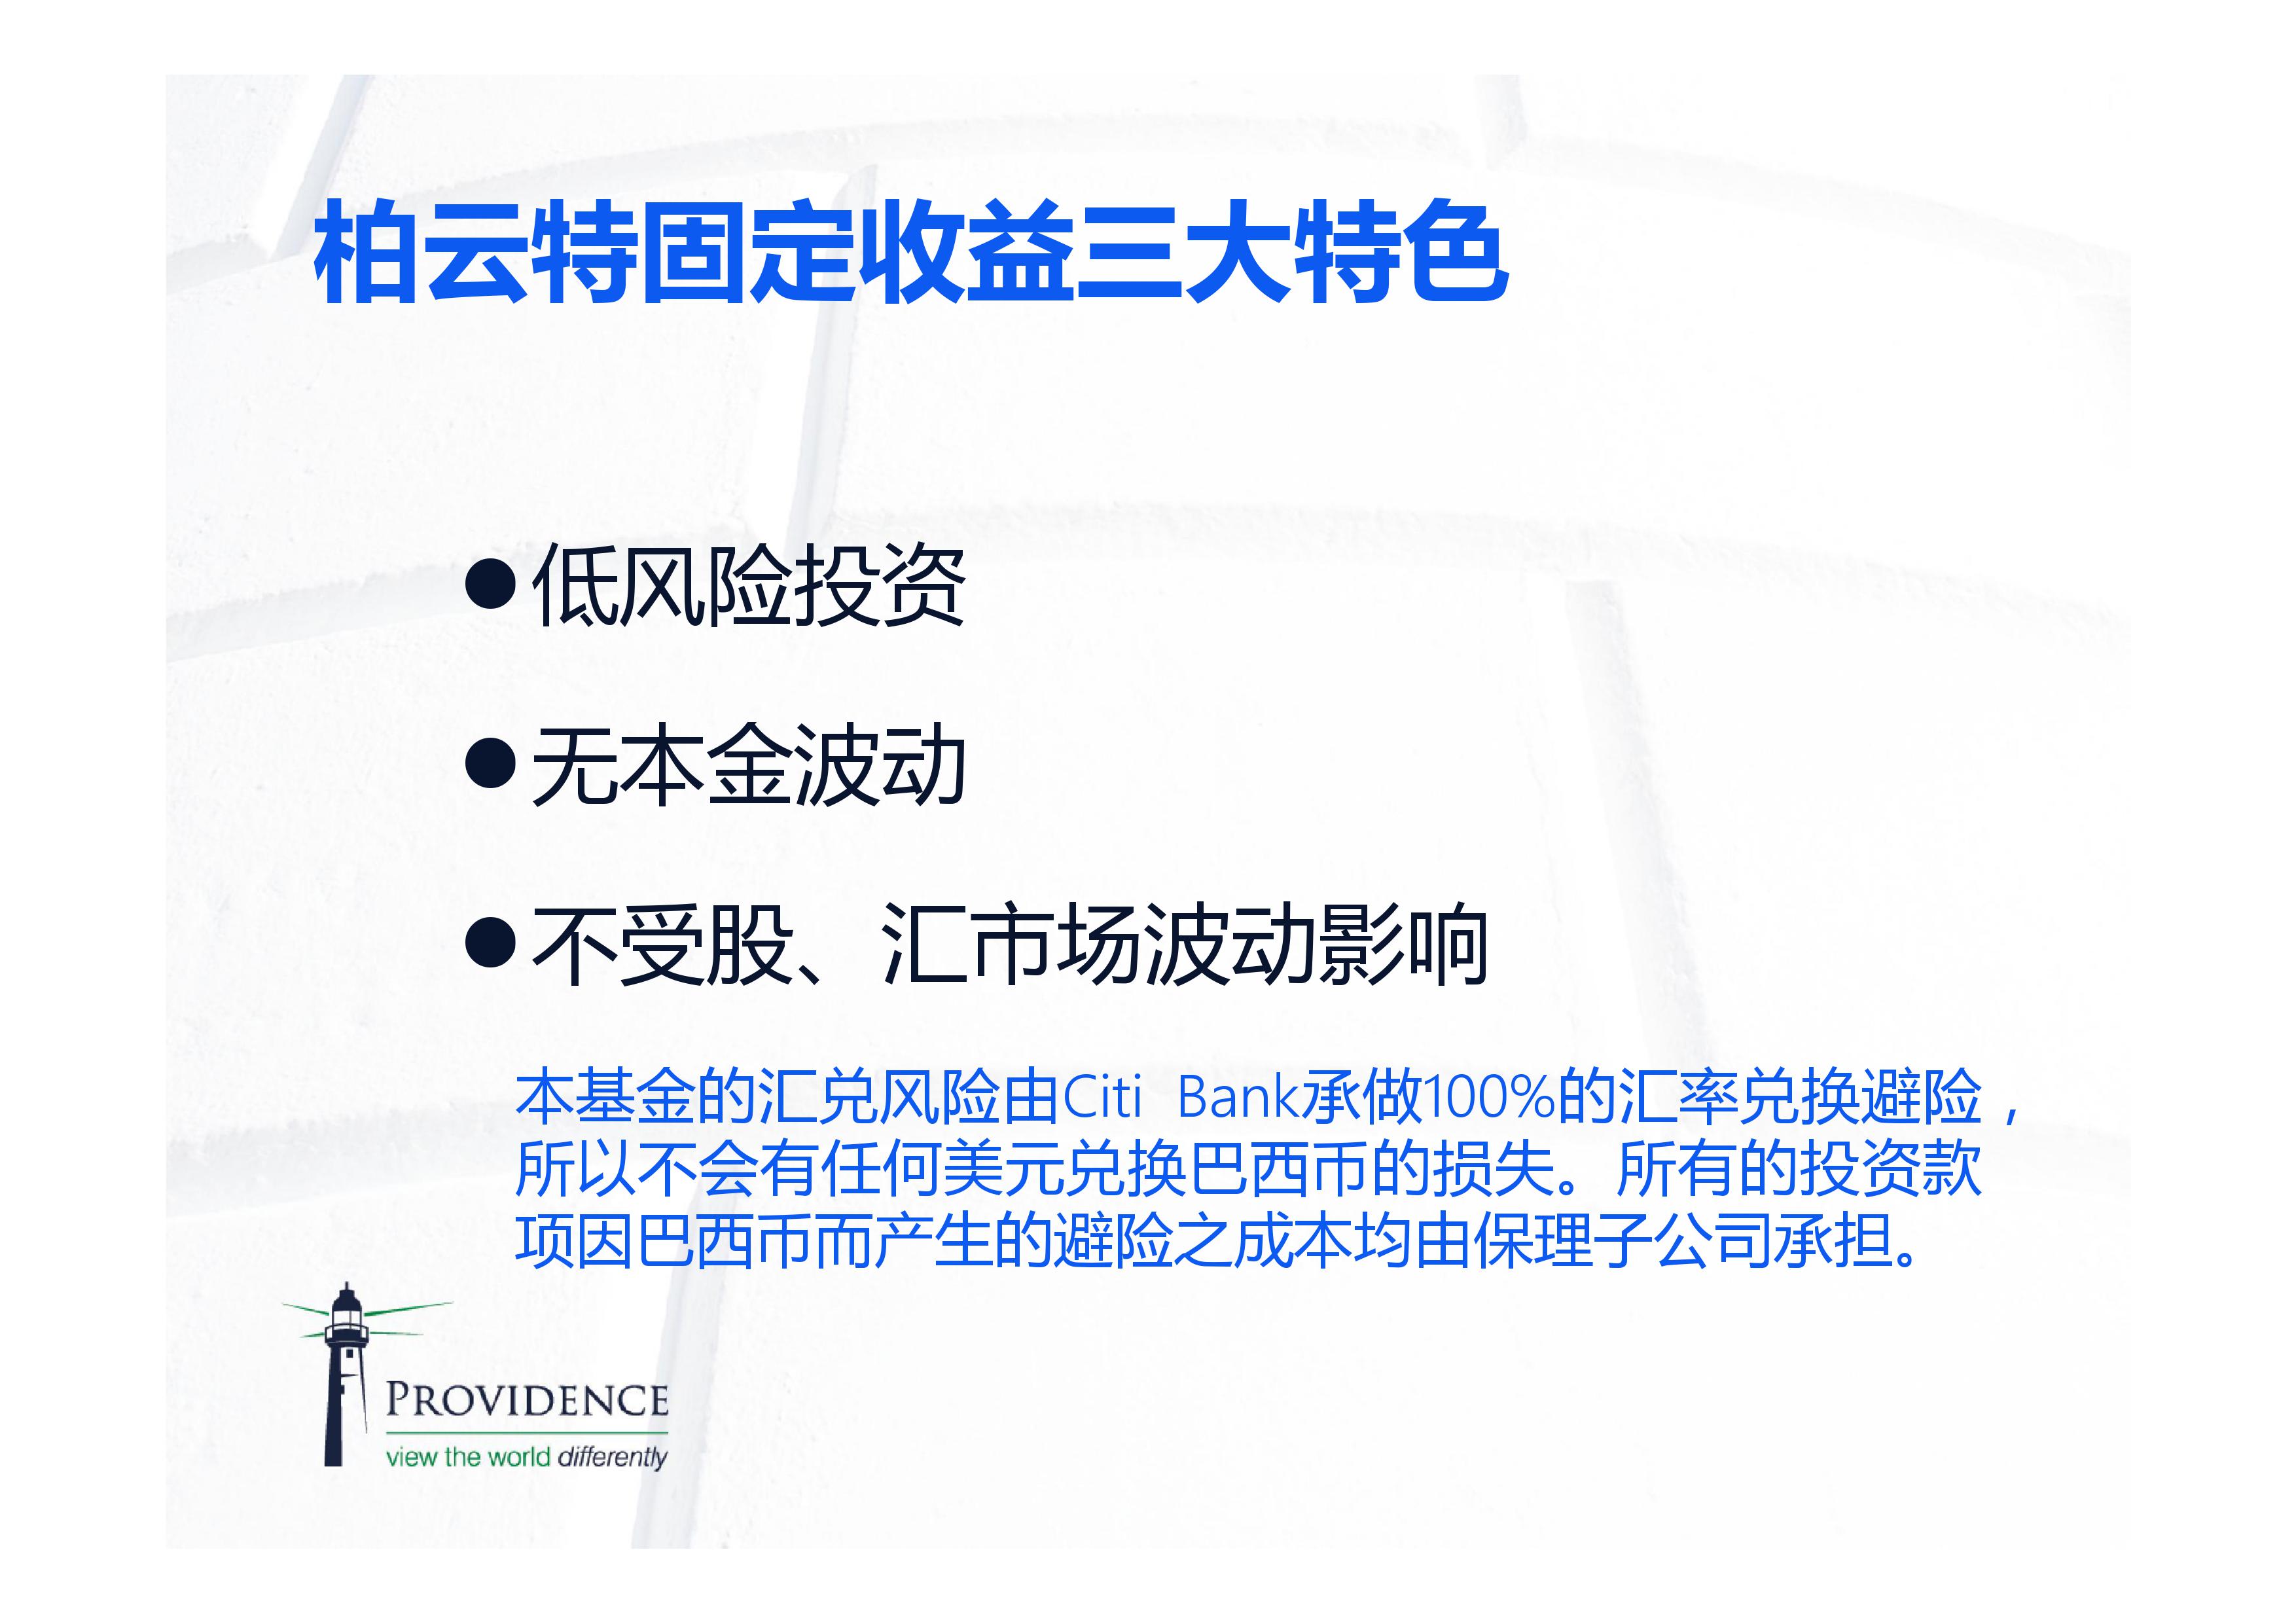 柏云特固定收益三大特色
●低风险投资
●无本金波动
●不受股、汇市场波动影响
本基金的汇兑风险由Citi Bank承做100%的汇率兑换避险，
所以不会有任何美元兑换巴西币的损失。所有的投资款
项因巴西币而产生的避险之成本均由保理子公司承担。
PROVIDENCE
view the world differently